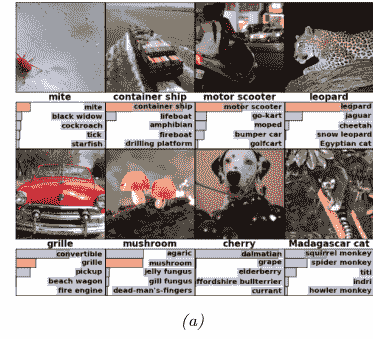 mite
container ship
motor scooter
leopard
mite
black widow
cockroach
tick
starfish
container ship
lifeboat
amphibian
fireboat
drilling platform
motor scooter
go-kart
moped
bumper car
golfcart
leopard
jaguar
cheetah
snow leopard
Egyptian cat
grille
mushroom
cherry
Madagascar cat
convertible
grille
pickup
beach wagon
fire engine
agaric
mushroom
jelly fungus
gill fungus
dead-man's-fingers
dalmatian
grape
elderberry
ffordshire bullterrier
currant
squirrel monkey
spider monkey
titi
indri
howler monkey
(a)